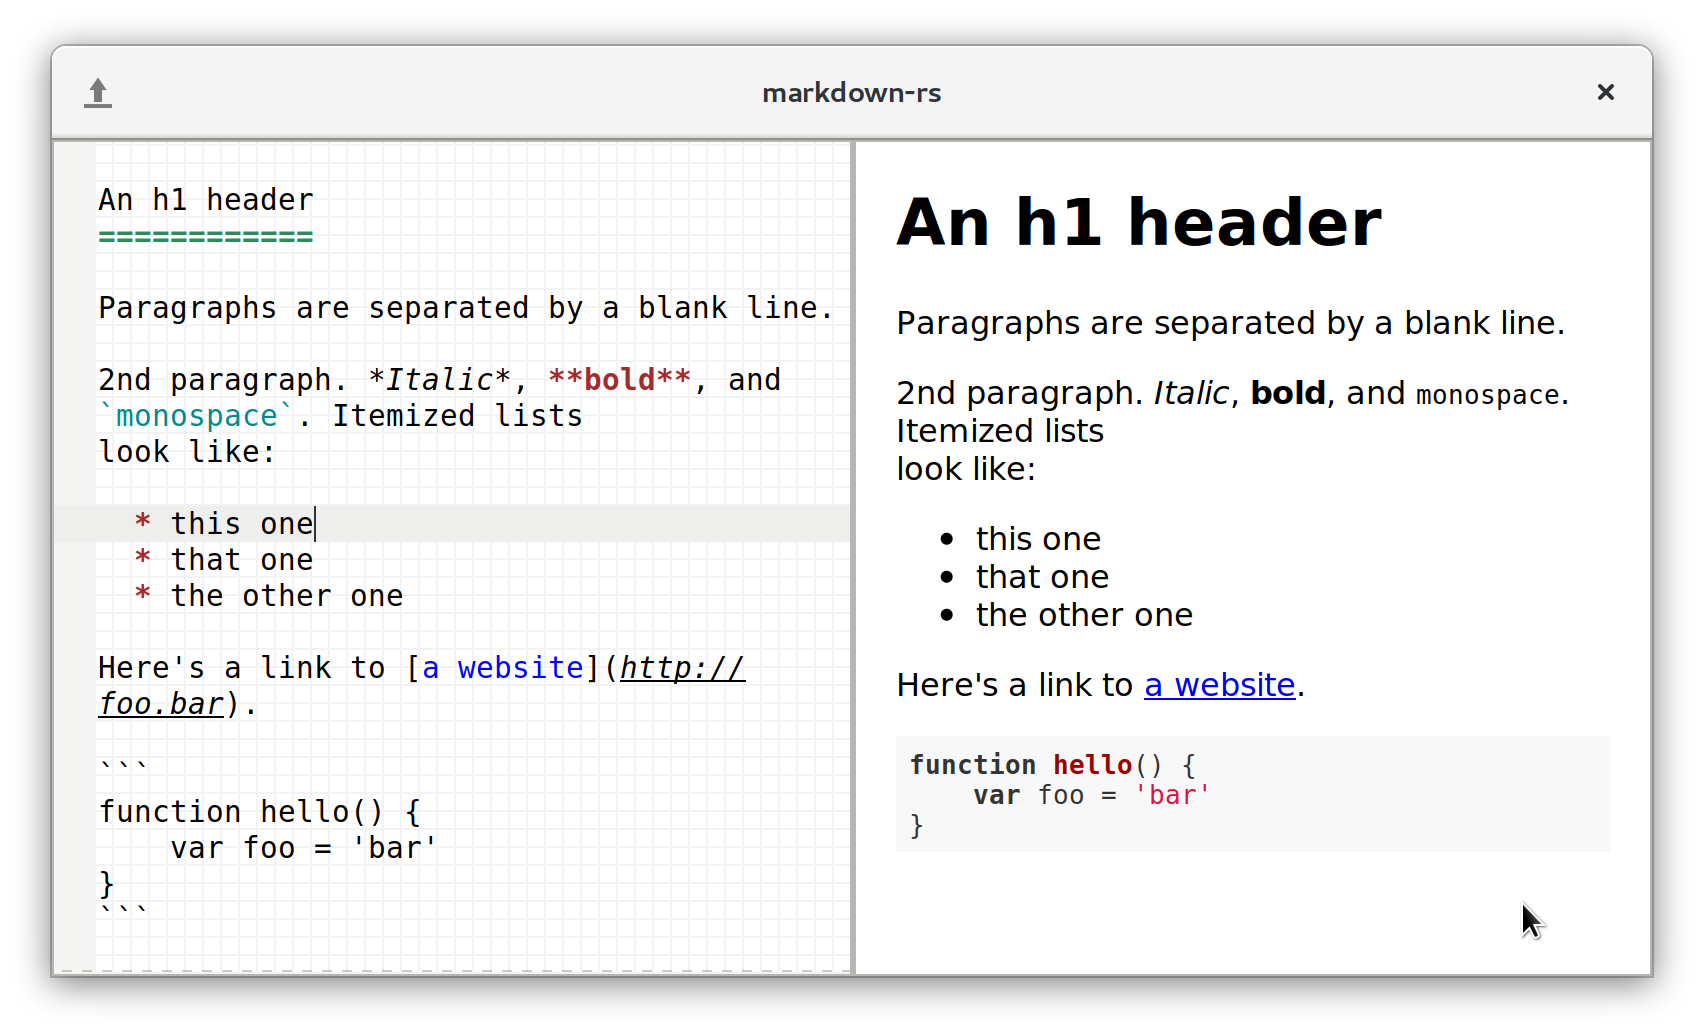 markdown-rs
An h1 header
============
Paragraphs are separated by a blank line.
2nd paragraph. *Italic*, **bold**, and
`monospace`. Itemized lists
look like:
  * this one
  * that one
  * the other one
Here's a link to [a website](http://
foo.bar).
```
function hello() {
    var foo = 'bar'
}
```
An h1 header
Paragraphs are separated by a blank line.
2nd paragraph. Italic, bold, and monospace.
Itemized lists
look like:
• this one
• that one
• the other one
Here's a link to a website.
function hello() {
    var foo = 'bar'
}